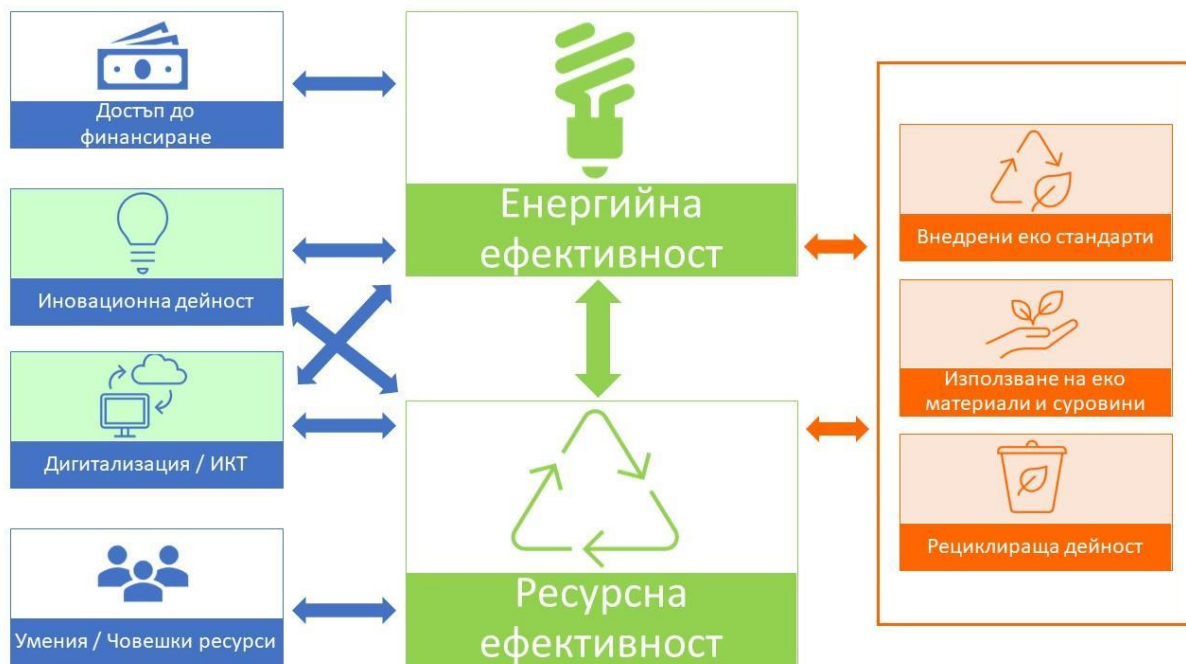 Достъп до
финансиране
Иновационна дейност
Дигитализация / ИКТ
Умения / Човешки ресурси
Енергийна
ефективност
Ресурсна
ефективност
Внедрени еко стандарти
Използване на еко
материали и суровини
Рециклираща дейност